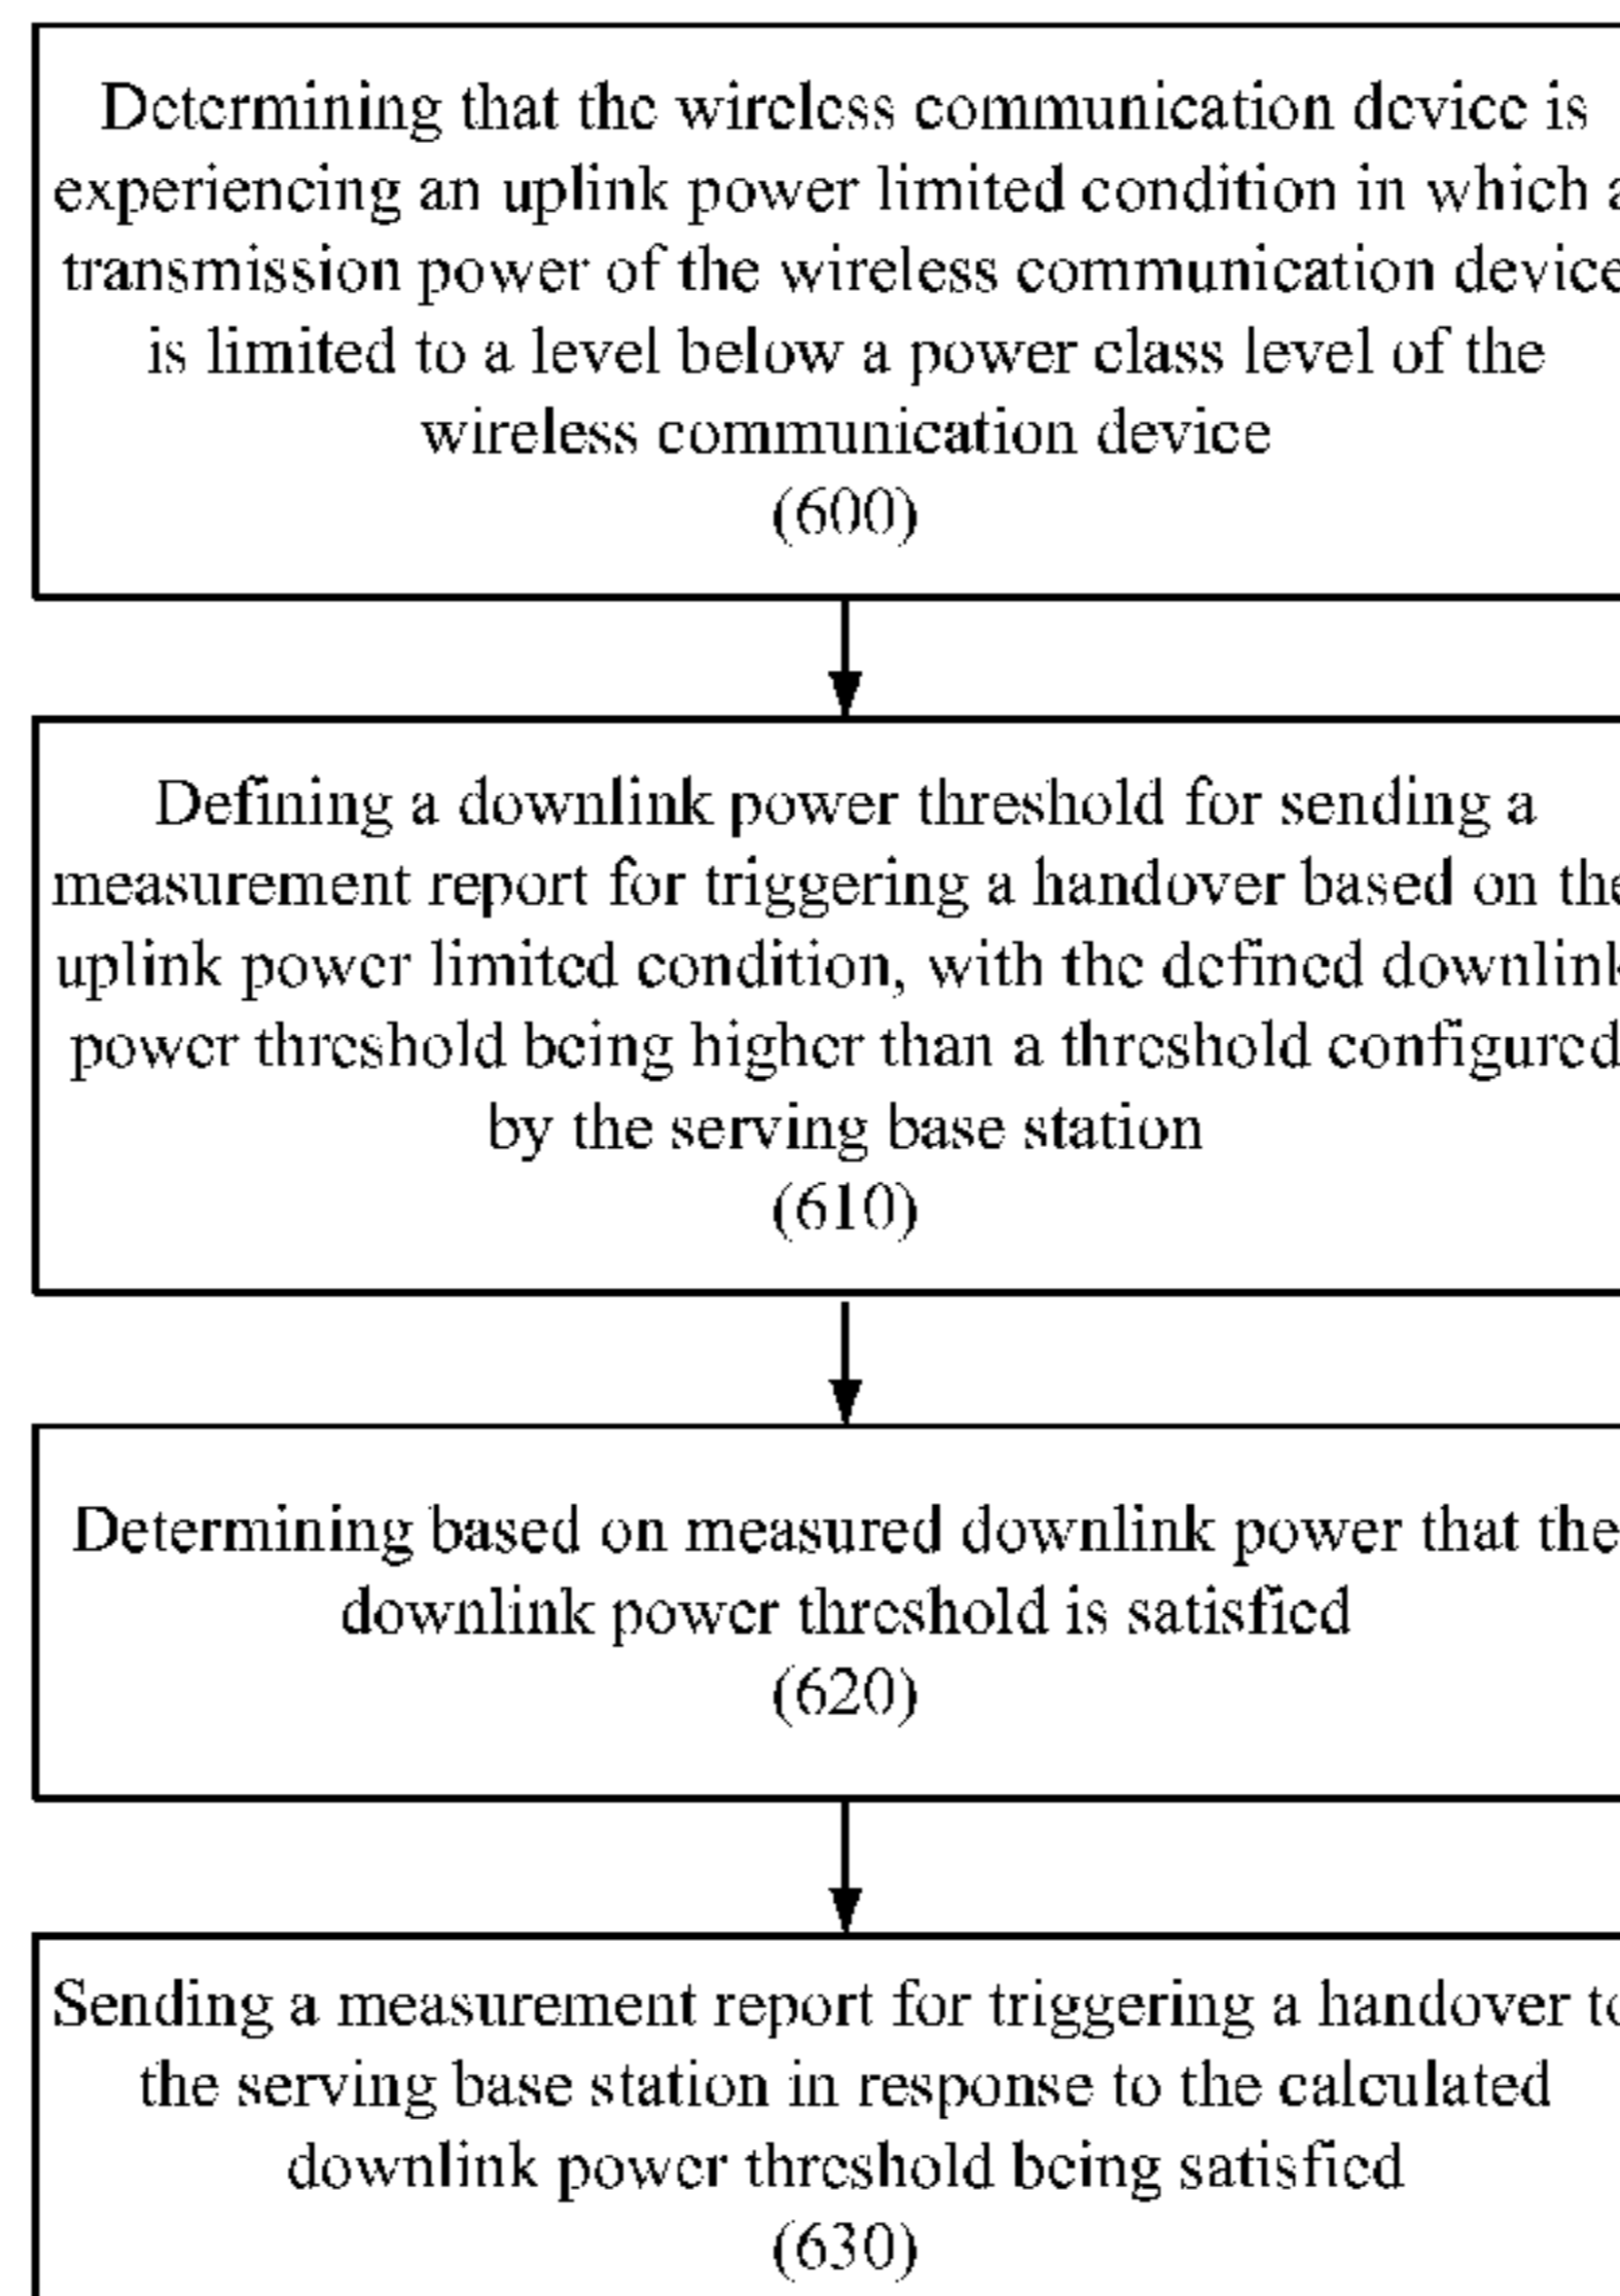 Determining that the wireless communication device is
experiencing an uplink power limited condition in which a
transmission power of the wireless communication device
is limited to a level below a power class level of the
wireless communication device
(600)
Defining a downlink power threshold for sending a
measurement report for triggering a handover based on the
uplink power limited condition, with the defined downlink
power threshold being higher than a threshold configured
by the serving base station
(610)
Determining based on measured downlink power that the
downlink power threshold is satisfied
(620)
Sending a measurement report for triggering a handover to
the serving base station in response to the calculated
downlink power threshold being satisfied
(630)